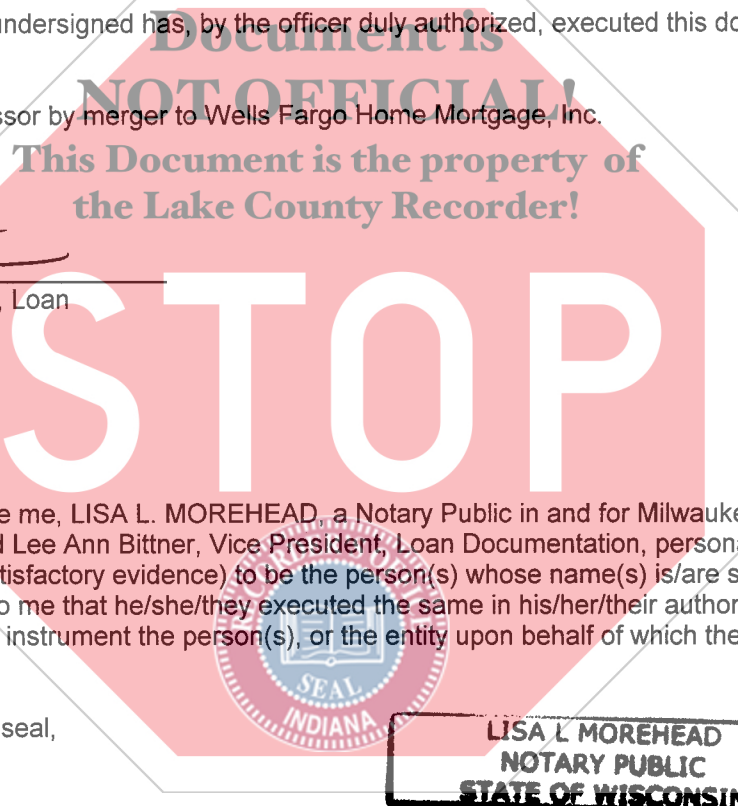 undersigned has, by the officer duly authorized, executed this do
Document is
NOT OFFICIAL!
ssor by merger to Wells Fargo Home Mortgage, Inc.
This Document is the property of
the Lake County Recorder!
, Loan
STOP
e me, LISA L. MOREHEAD, a Notary Public in and for Milwauke
d Lee Ann Bittner, Vice President, Loan Documentation, persona
tisfactory evidence) to be the person(s) whose name(s) is/are s
o me that he/she/they executed the same in his/her/their author
instrument the person(s), or the entity upon behalf of which the
RECORDER'S OFFICE
SEAL
INDIANA
seal,
LISA L MOREHEAD
NOTARY PUBLIC
STATE OF WISCONSIN